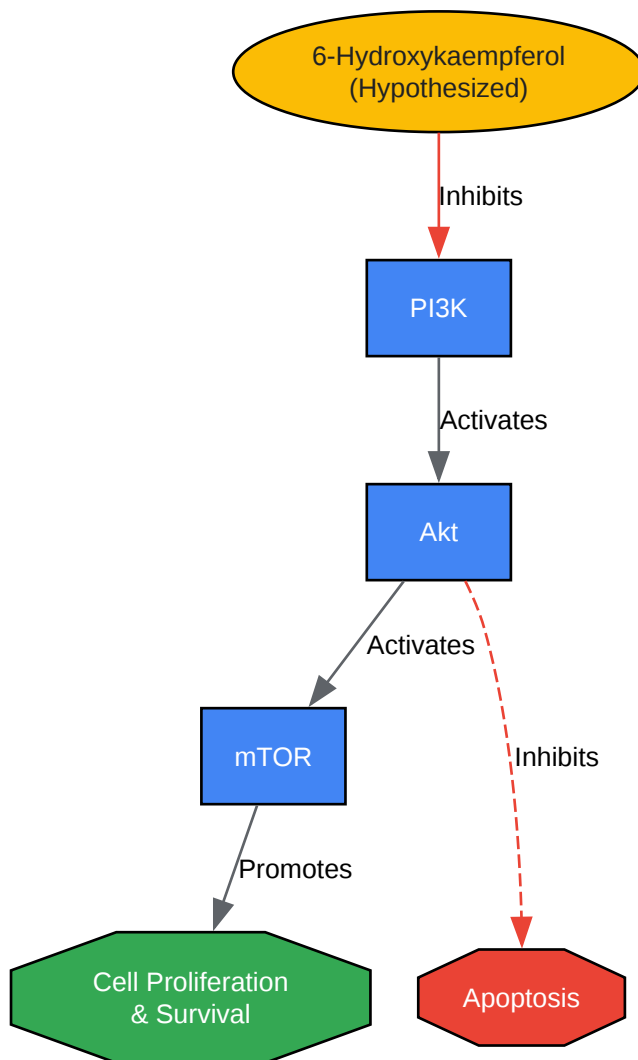 6-Hydroxykaempferol
(Hypothesized)
Inhibits
PI3K
Activates
Akt
Activates
mTOR
Inhibits
Promotes
Cell Proliferation
& Survival
Apoptosis